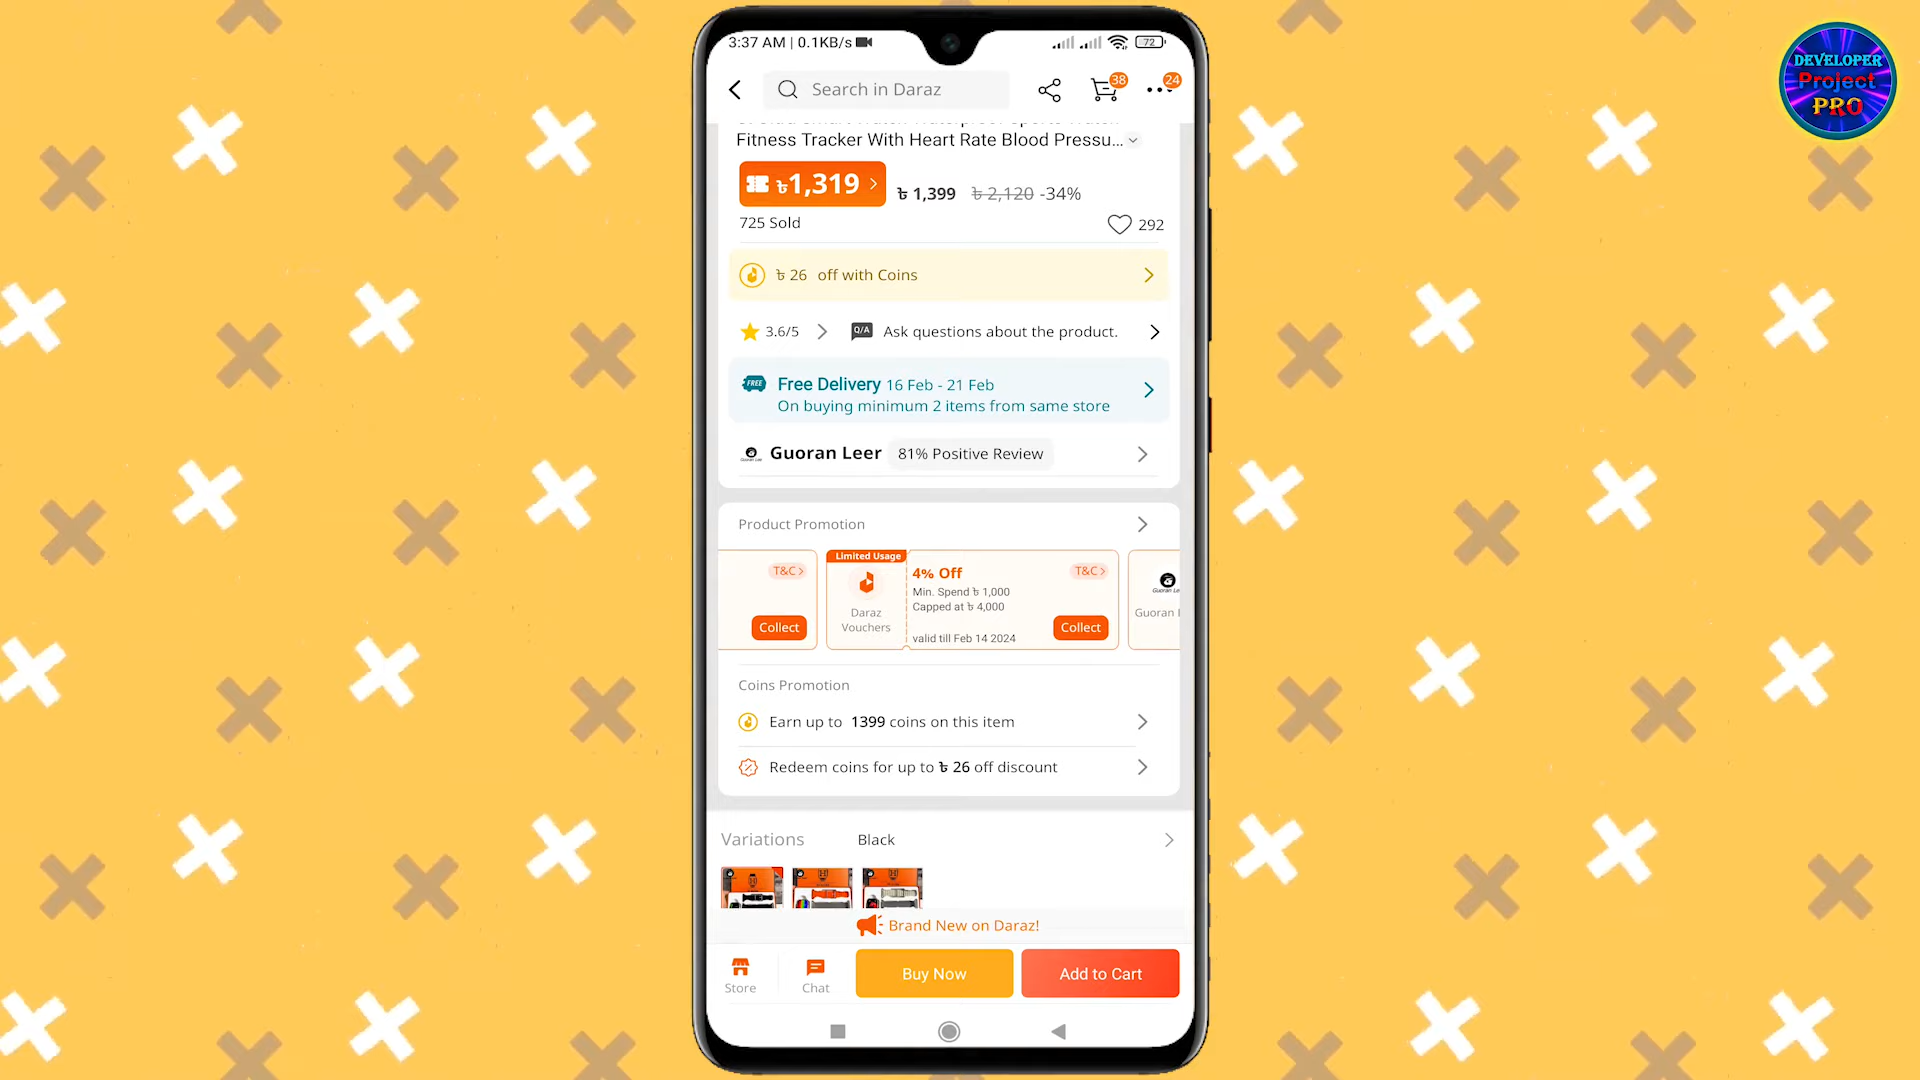 3:37 AM | 0.1KB/s
72
Search in Daraz
38
24
Fitness Tracker With Heart Rate Blood Pressu...
৳1,319
৳ 1,399
৳ 2,120 -34%
725 Sold
292
৳ 26 off with Coins
3.6/5
Q/A
Ask questions about the product.
FREE
Free Delivery 16 Feb - 21 Feb
On buying minimum 2 items from same store
Guoran Leer
81% Positive Review
Product Promotion
T&C
Collect
Limited Usage
Daraz
Vouchers
4% Off
Min. Spend ৳ 1,000
Capped at ৳ 4,000
valid till Feb 14 2024
T&C
Collect
Guoran
Coins Promotion
Earn up to 1399 coins on this item
Redeem coins for up to ৳ 26 off discount
Variations
Black
Brand New on Daraz!
Store
Chat
Buy Now
Add to Cart
DEVELOPER
Project
PRO